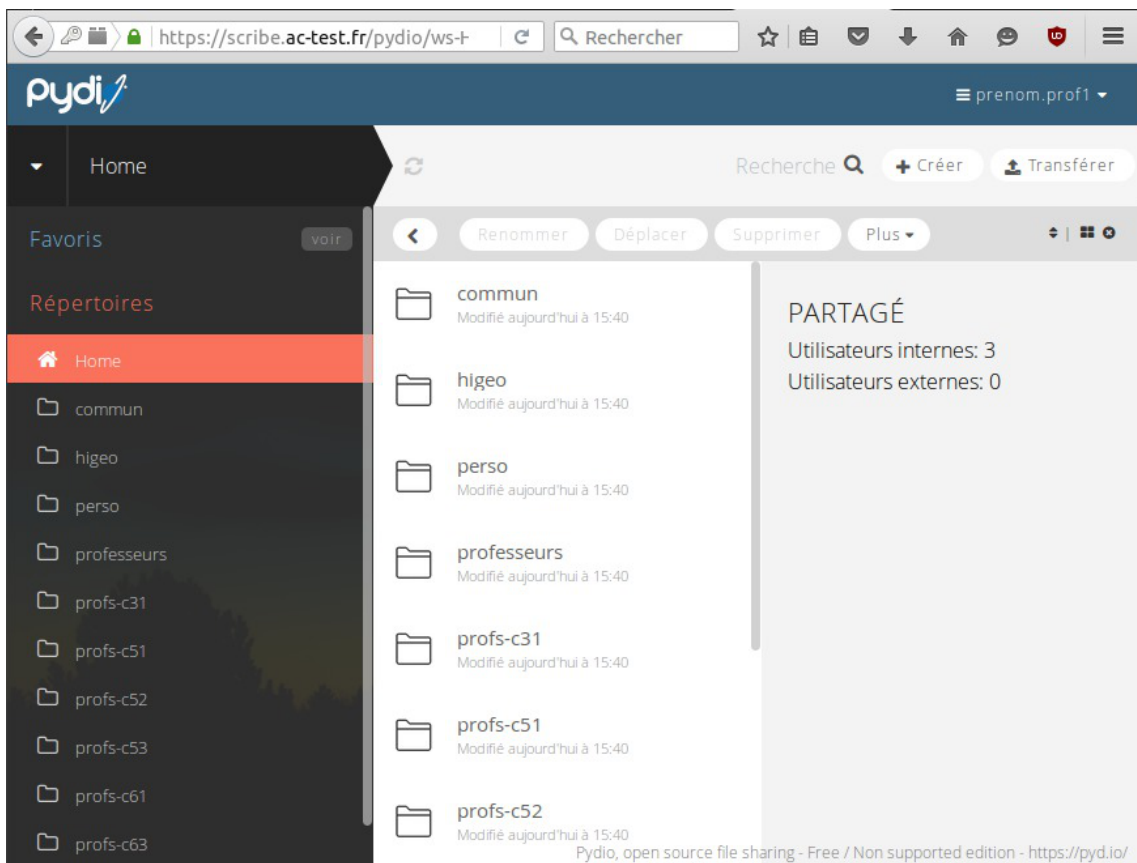 https://scribe.ac-test.fr/pydio/ws-H
Rechercher
pydio
prenom.prof1
Home
Recherche
Créer
Transférer
Favoris
voir
Renommer
Déplacer
Supprimer
Plus
Répertoires
Home
commun
higeo
perso
professeurs
profs-c31
profs-c51
profs-c52
profs-c53
profs-c61
profs-c63
commun
Modifié aujourd'hui à 15:40
higeo
Modifié aujourd'hui à 15:40
perso
Modifié aujourd'hui à 15:40
professeurs
Modifié aujourd'hui à 15:40
profs-c31
Modifié aujourd'hui à 15:40
profs-c51
Modifié aujourd'hui à 15:40
profs-c52
Modifié aujourd'hui à 15:40
PARTAGÉ
Utilisateurs internes: 3
Utilisateurs externes: 0
Pydio, open source file sharing - Free / Non supported edition - https://pyd.io/